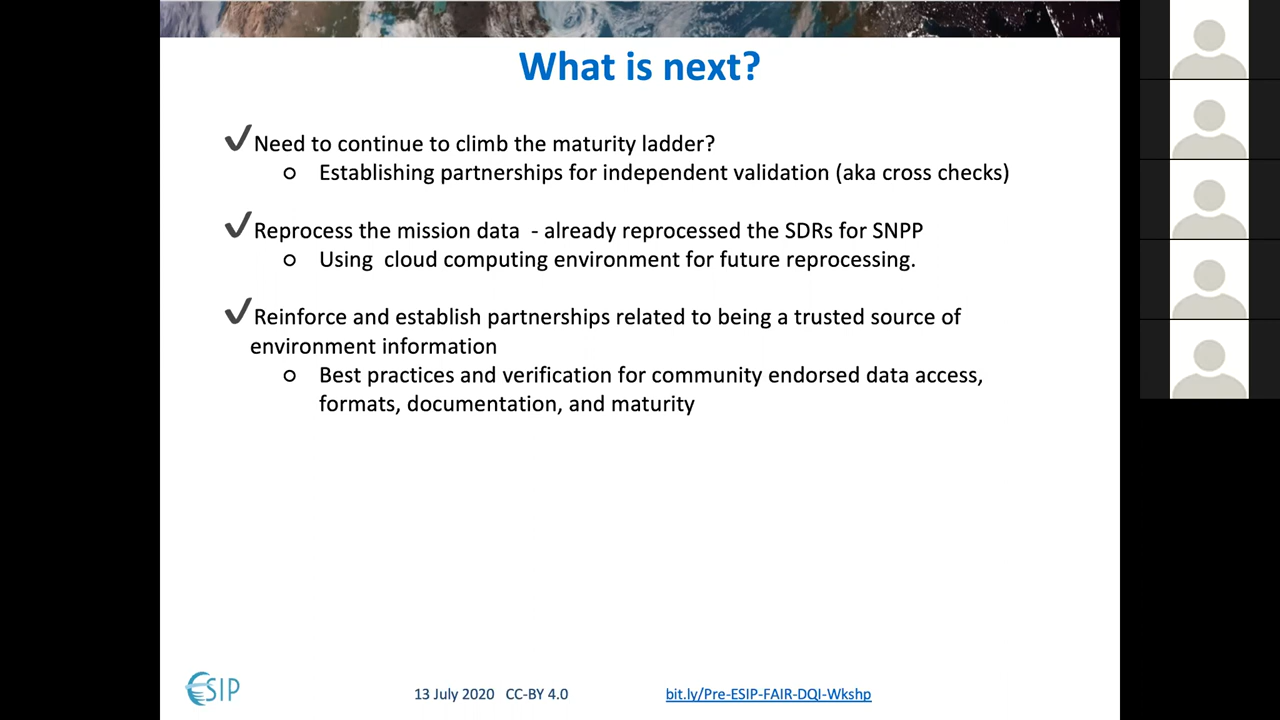 What is next?
✔Need to continue to climb the maturity ladder?
o Establishing partnerships for independent validation (aka cross checks)
✔Reprocess the mission data - already reprocessed the SDRs for SNPP
o Using cloud computing environment for future reprocessing.
✔Reinforce and establish partnerships related to being a trusted source of
environment information
o Best practices and verification for community endorsed data access,
formats, documentation, and maturity
ESIP
13 July 2020 CC-BY 4.0
bit.ly/Pre-ESIP-FAIR-DQI-Wkshp